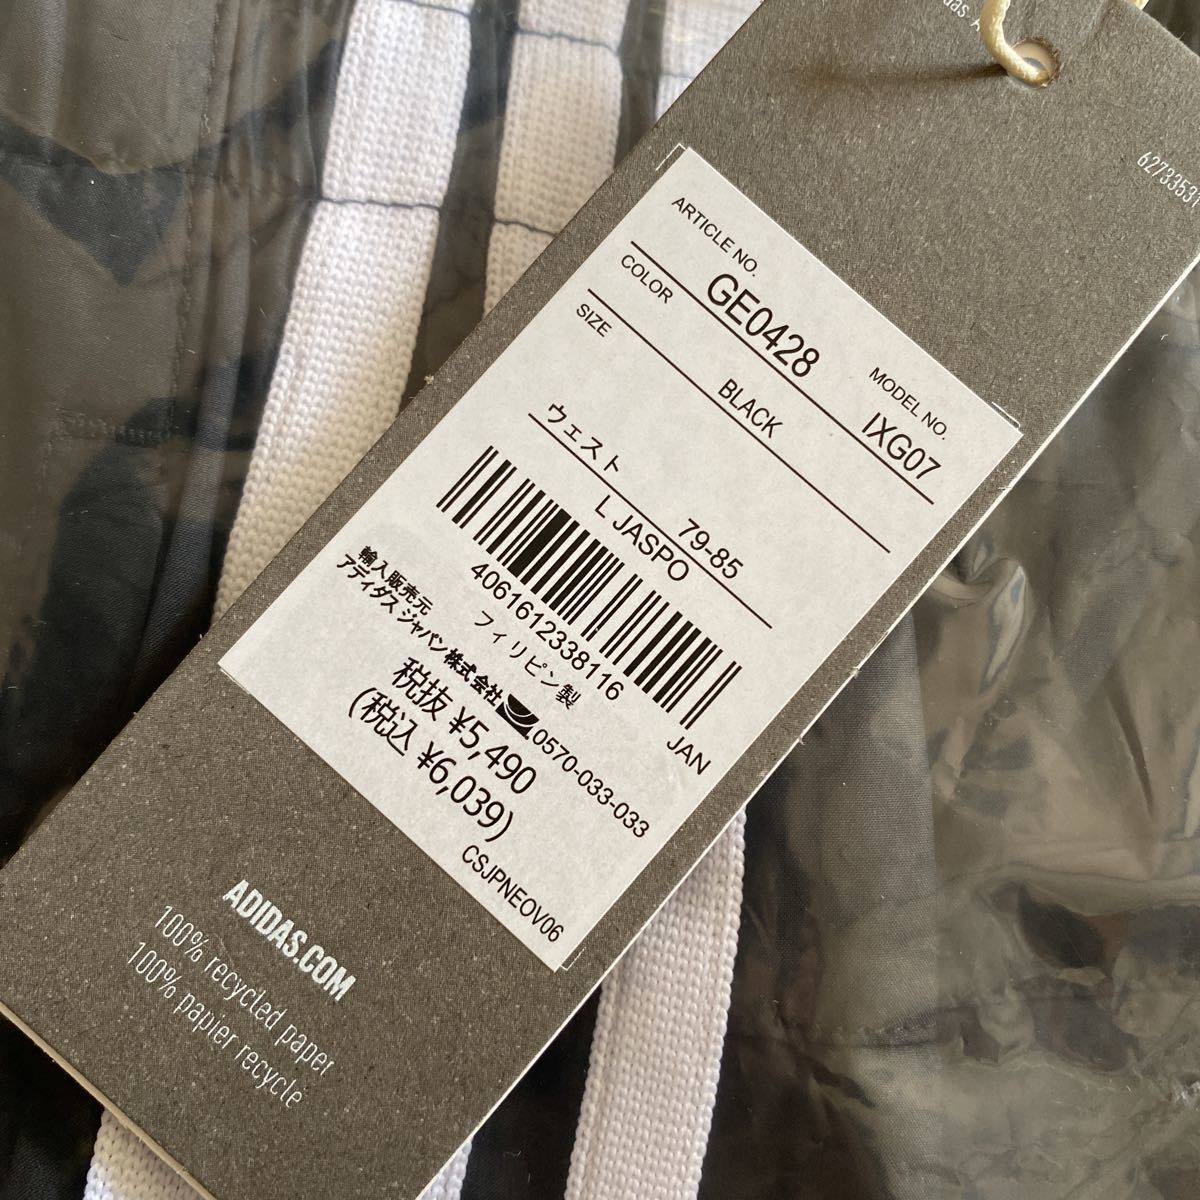 das A
62733531
ARTICLE NO.
GE0428
MODEL NO.
IXG07
COLOR
BLACK
SIZE
ウェスト 79-85
L JASPO
4061612338116
JAN
フィリピン製
輸入販売元
アディダス ジャパン株式会社 0570-033-033
税抜 ¥5,490
(税込 ¥6,039)
CSJPNEOV06
ADIDAS.COM
100% recycled paper
100% papier recycle